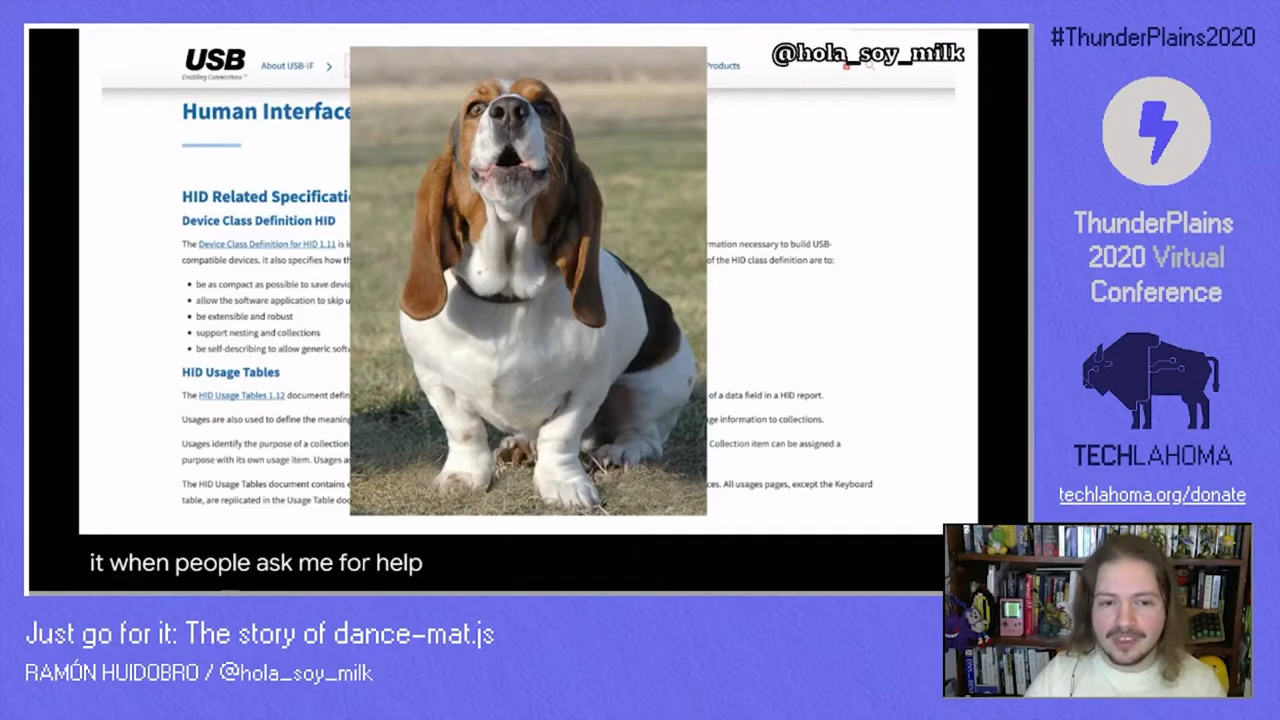 USB
Enabling Connections™
About USB-IF
Products
@hola_soy_milk
Human Interface
HID Related Specificati
Device Class Definition HID
The Device Class Definition for HID 1.11 is i
mation necessary to build USB-
compatible devices. it also specifies how th
of the HID class definition are to:
be as compact as possible to save devic
allow the software application to skip u
be extensible and robust
support nesting and collections
be self-describing to allow generic softw
HID Usage Tables
The HID Usage Tables 1.12 document defin
of a data field in a HID report.
Usages are also used to define the meaning
ge information to collections.
Usages identify the purpose of a collection
Collection item can be assigned a
purpose with its own usage item. Usages a
The HID Usage Tables document contains e
ces. All usages pages, except the Keyboard
table, are replicated in the Usage Table doc
it when people ask me for help
#ThunderPlains2020
ThunderPlains
2020 Virtual
Conference
TECHLAHOMA
techlahoma.org/donate
Just go for it: The story of dance-mat.js
RAMÓN HUIDOBRO / @hola_soy_milk